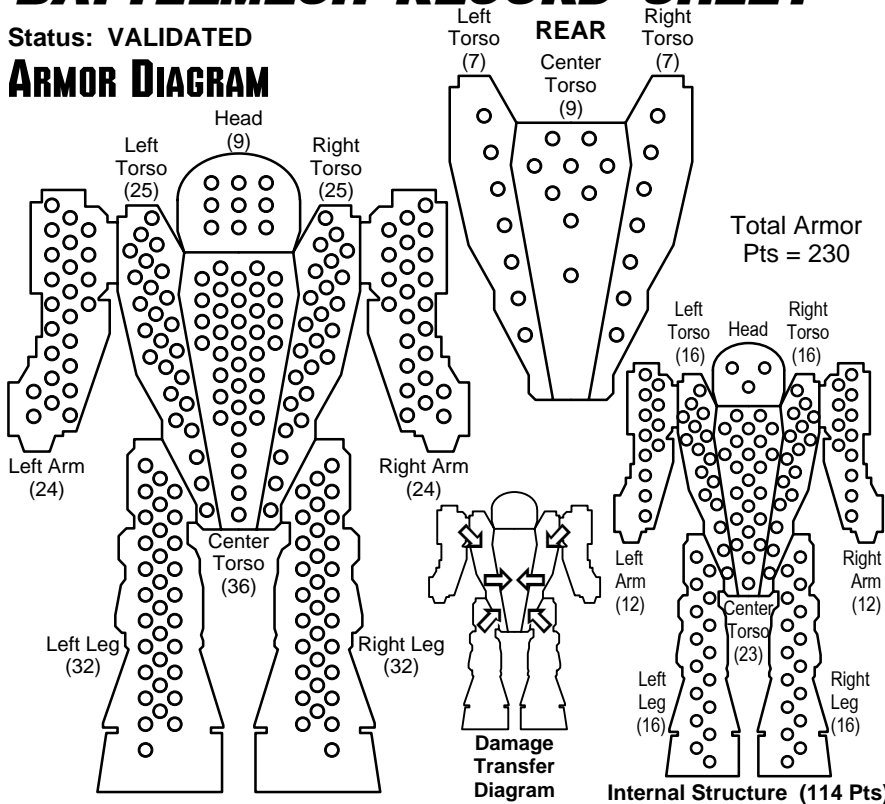 BATTLEMECH RECORD SHEET
Status: VALIDATED
ARMOR DIAGRAM
Head
(9)
Left
Torso
(25)
Right
Torso
(25)
Left Arm
(24)
Right Arm
(24)
Center
Torso
(36)
Left Leg
(32)
Right Leg
(32)
Left
Torso
(7)
REAR
Center
Torso
(9)
Right
Torso
(7)
Total Armor
Pts = 230
Left
Torso
(16)
Head
Right
Torso
(16)
Left
Arm
(12)
Right
Arm
(12)
Center
Torso
(23)
Left
Leg
(16)
Right
Leg
(16)
Damage
Transfer
Diagram
Internal Structure (114 Pts)